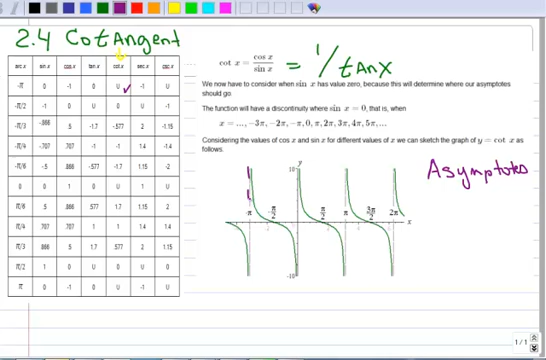 2.4 CotAngent
arc x sin x cos x tan x cot x sec x csc x
-π 0 -1 0 U -1 U
-π/2 -1 0 U 0 U -1
-π/3 -.866 .5 -1.7 -.577 2 -1.15
-π/4 -.707 .707 -1 -1 1.4 -1.4
-π/6 -.5 .866 -.577 -1.7 1.15 -2
0 0 1 0 U 1 U
π/6 .5 .866 .577 1.7 1.15 2
π/4 .707 .707 1 1 1.4 1.4
π/3 .866 .5 1.7 .577 2 1.15
π/2 1 0 U 0 U 0
π 0 -1 0 U -1 U
cot x = cos x / sin x = 1/tAnx
We now have to consider when sin x has value zero, because this will determine where our asymptotes
should go.
The function will have a discontinuity where sin x = 0, that is, when
x = ..., −3π, −2π, −π, 0, π, 2π, 3π, 4π, 5π, ...
Considering the values of cos x and sin x for different values of x we can sketch the graph of y = cot x as
follows.
Asymptotes
y
10
2π
x
-10
1 / 1